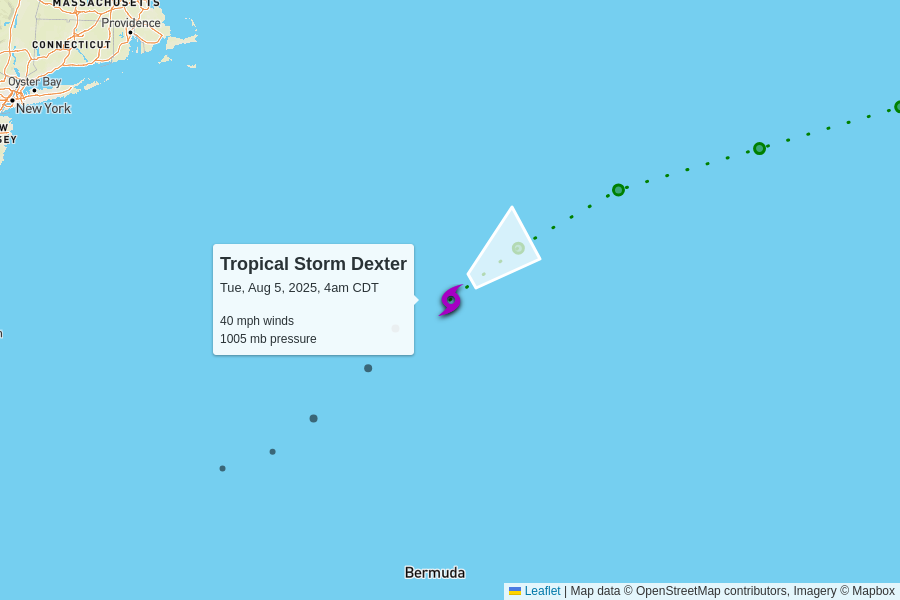 MASSACHUSETTS
Providence
CONNECTICUT
Oyster Bay
New York
Tropical Storm Dexter
Tue, Aug 5, 2025, 4am CDT
40 mph winds
1005 mb pressure
Bermuda
Leaflet | Map data © OpenStreetMap contributors, Imagery © Mapbox